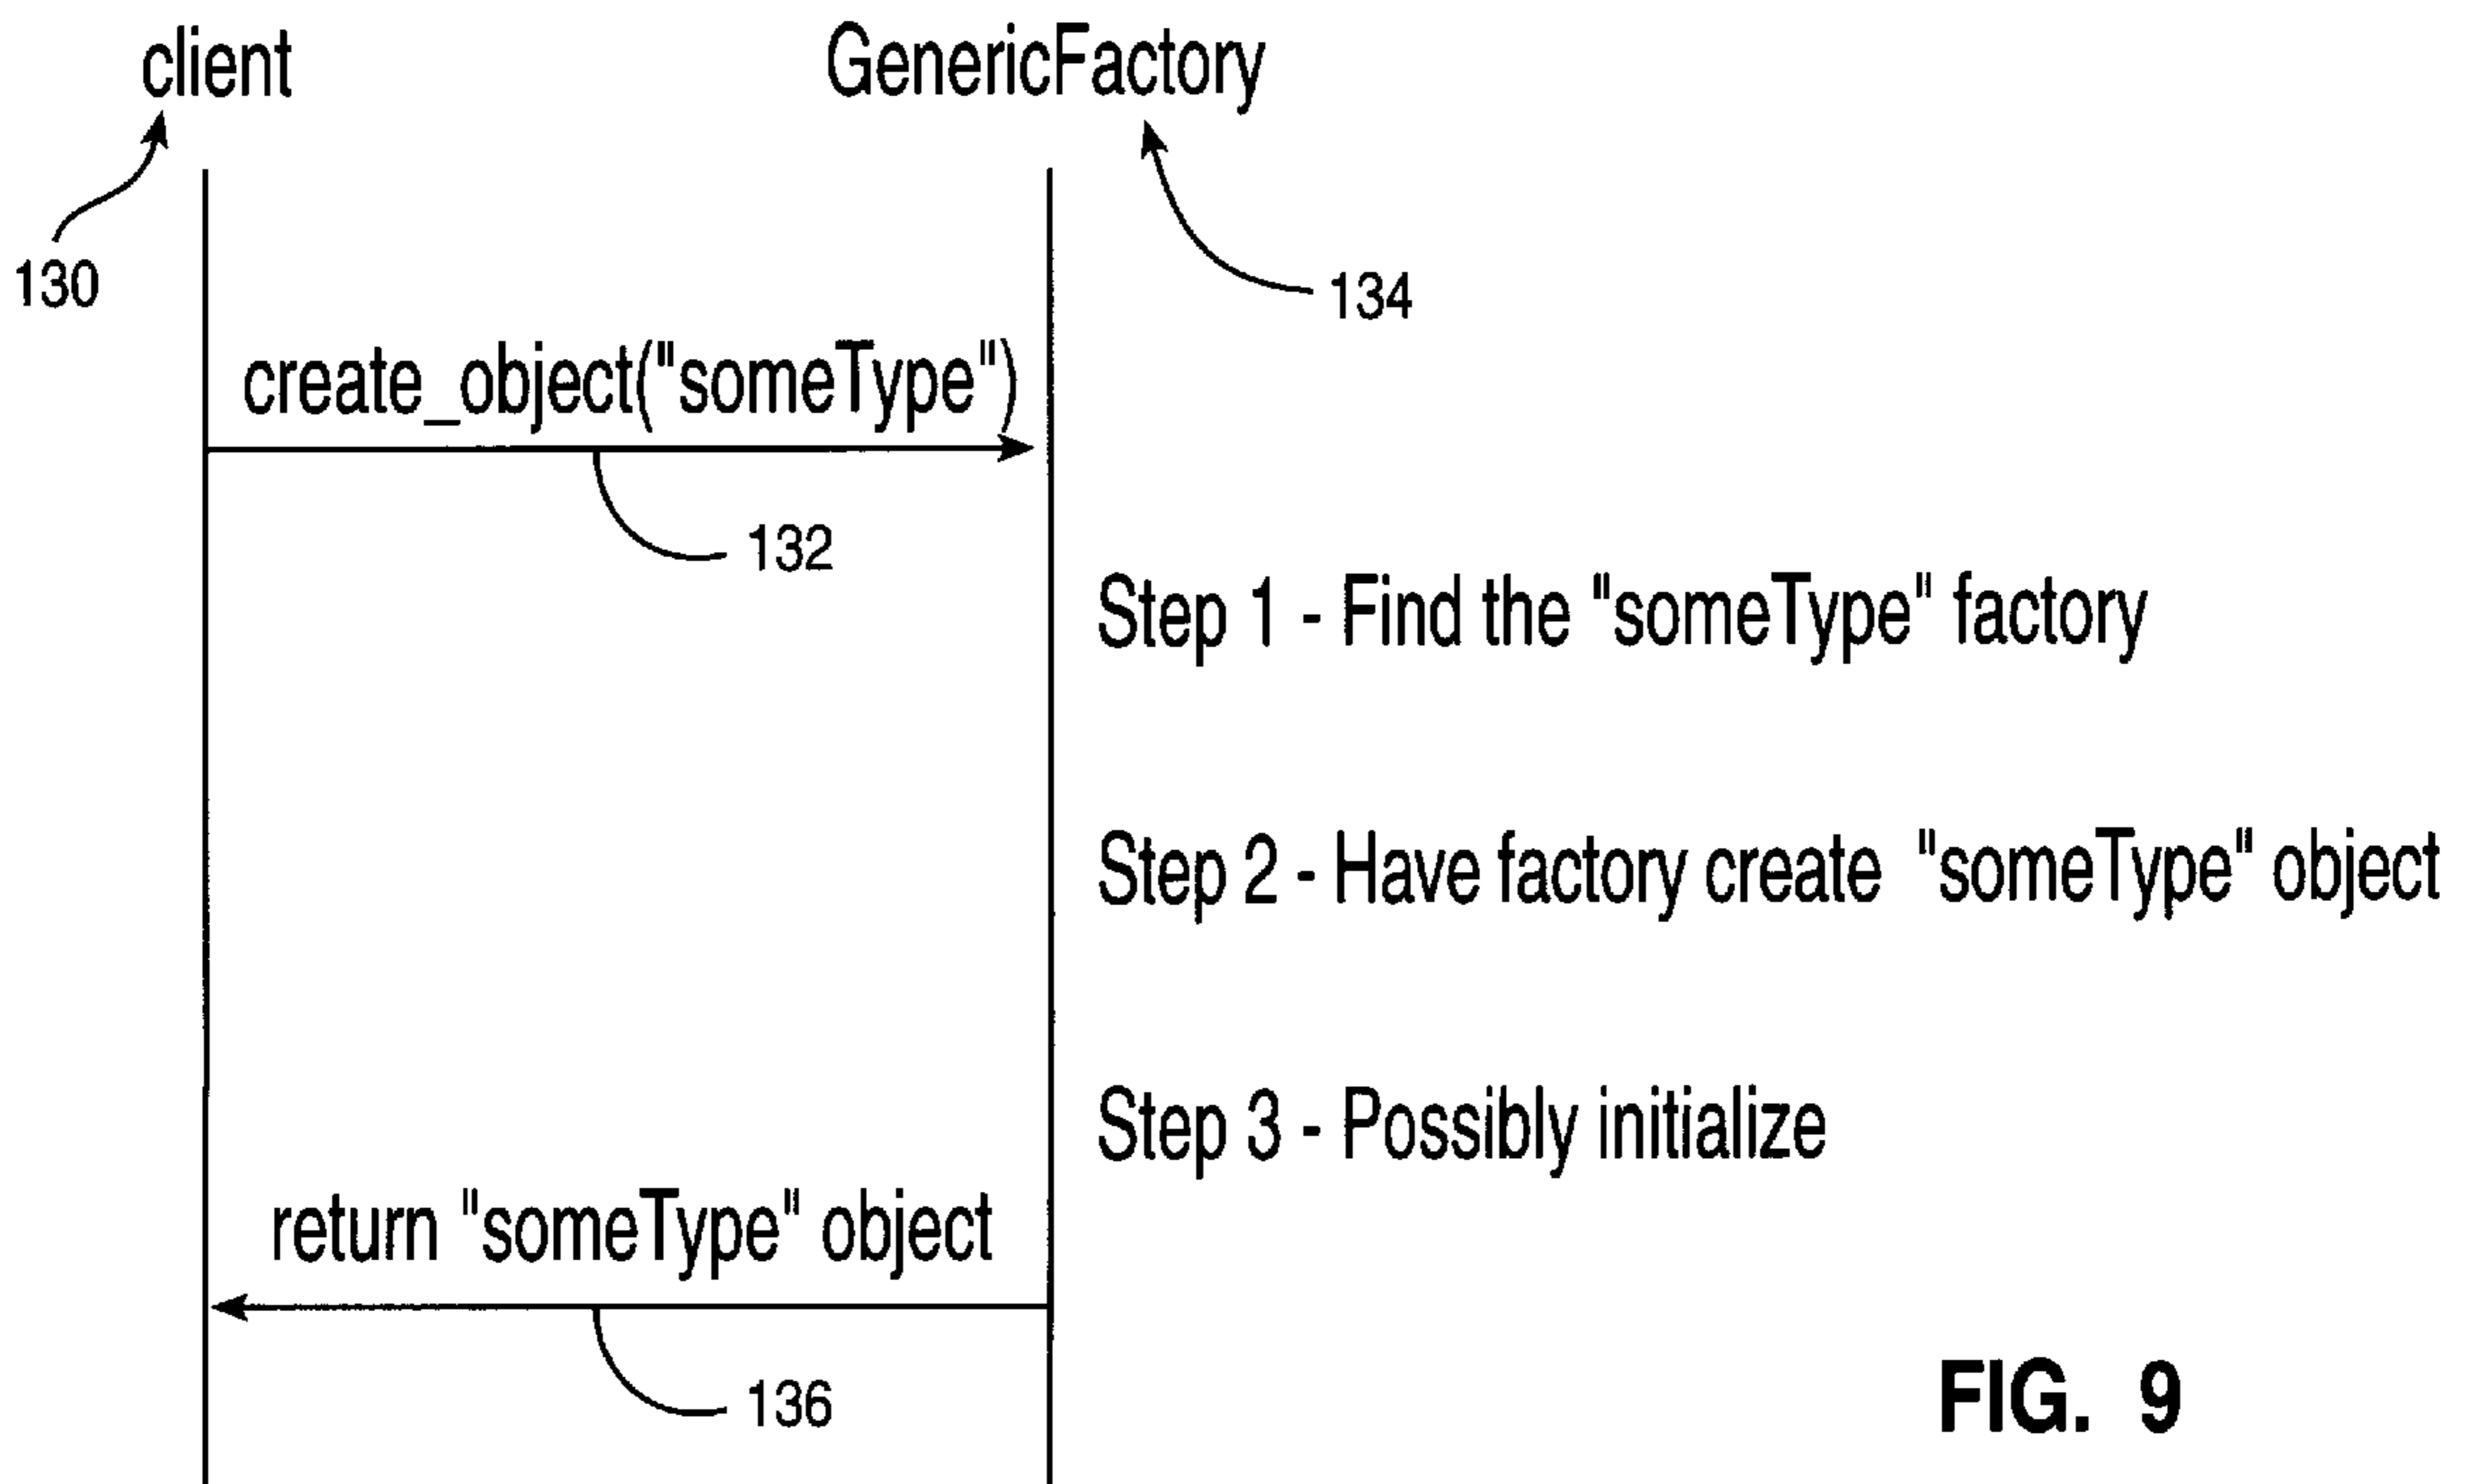 client
GenericFactory
130
134
create_object("someType")
132
Step 1 - Find the "someType" factory
Step 2 - Have factory create "someType" object
Step 3 - Possibly initialize
return "someType" object
136
FIG. 9